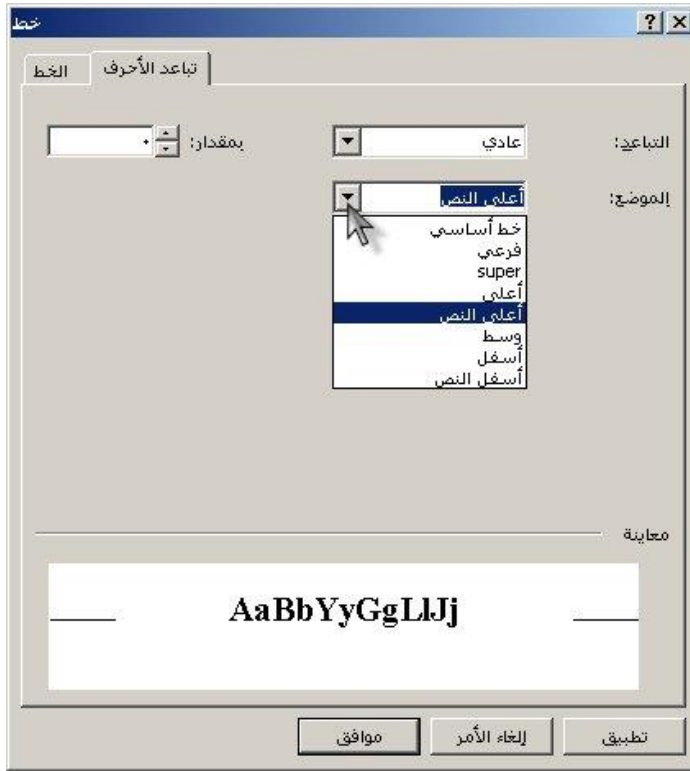 خط
الخط
تباعد الأحرف
التباعد: عادي بمقدار: ٠
الموضع: أعلى النص
خط أساسي
فرعي
super
أعلى
أعلى النص
وسط
أسفل
أسفل النص
معاينة
AaBbYyGgLlJj
موافق إلغاء الأمر تطبيق